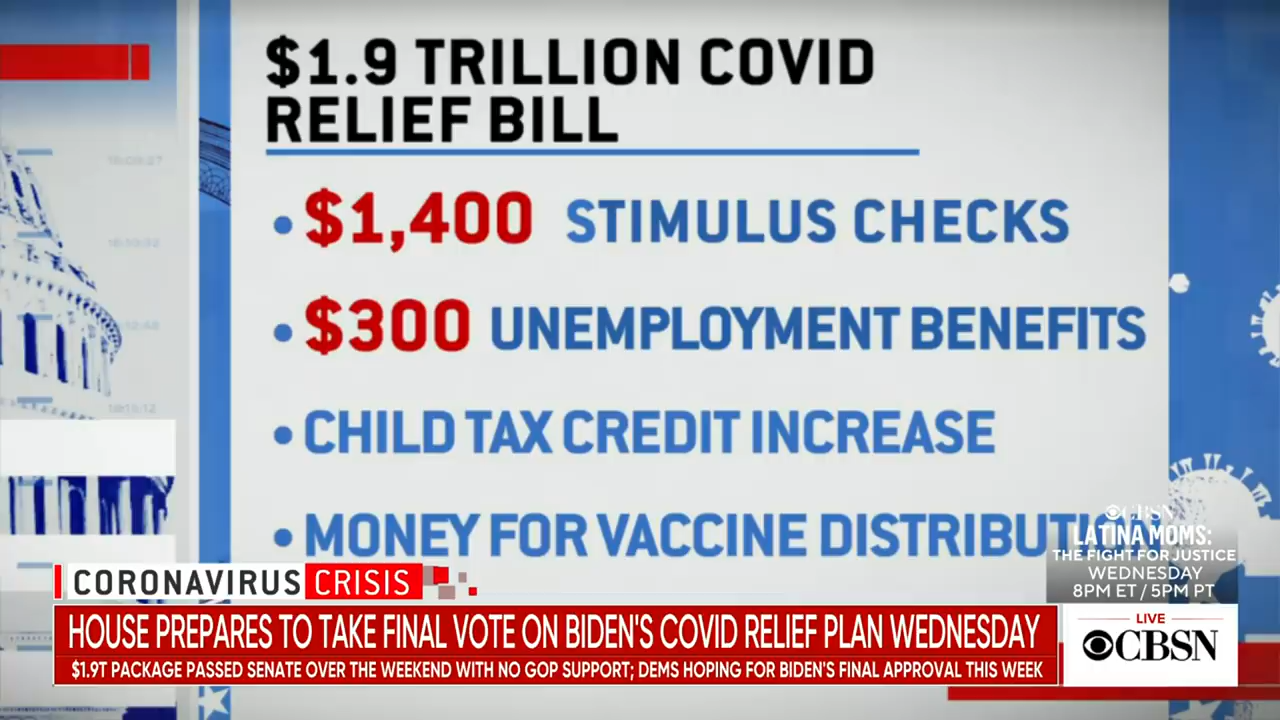 $1.9 TRILLION COVID
RELIEF BILL
• $1,400 STIMULUS CHECKS
• $300 UNEMPLOYMENT BENEFITS
• CHILD TAX CREDIT INCREASE
• MONEY FOR VACCINE DISTRIBUTI
CBSN
LATINA MOMS:
THE FIGHT FOR JUSTICE
WEDNESDAY
8PM ET / 5PM PT
CORONAVIRUS CRISIS
HOUSE PREPARES TO TAKE FINAL VOTE ON BIDEN'S COVID RELIEF PLAN WEDNESDAY
$1.9T PACKAGE PASSED SENATE OVER THE WEEKEND WITH NO GOP SUPPORT; DEMS HOPING FOR BIDEN'S FINAL APPROVAL THIS WEEK
LIVE
CBSN